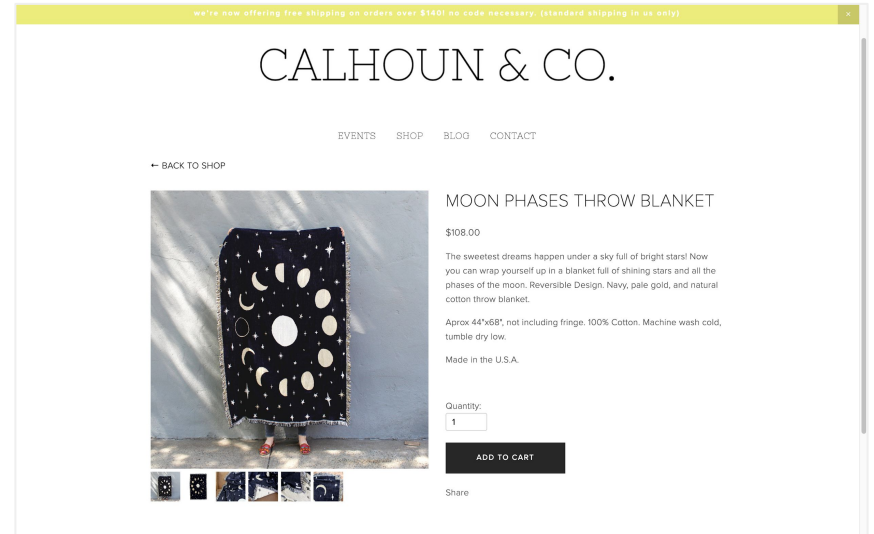 we're now offering free shipping on orders over $140! no code necessary. (standard shipping in us only)
×
CALHOUN & CO.
EVENTS SHOP BLOG CONTACT
← BACK TO SHOP
MOON PHASES THROW BLANKET
$108.00
The sweetest dreams happen under a sky full of bright stars! Now
you can wrap yourself up in a blanket full of shining stars and all the
phases of the moon. Reversible Design. Navy, pale gold, and natural
cotton throw blanket.
Aprox 44"x68", not including fringe. 100% Cotton. Machine wash cold,
tumble dry low.
Made in the U.S.A.
Quantity:
1
ADD TO CART
Share